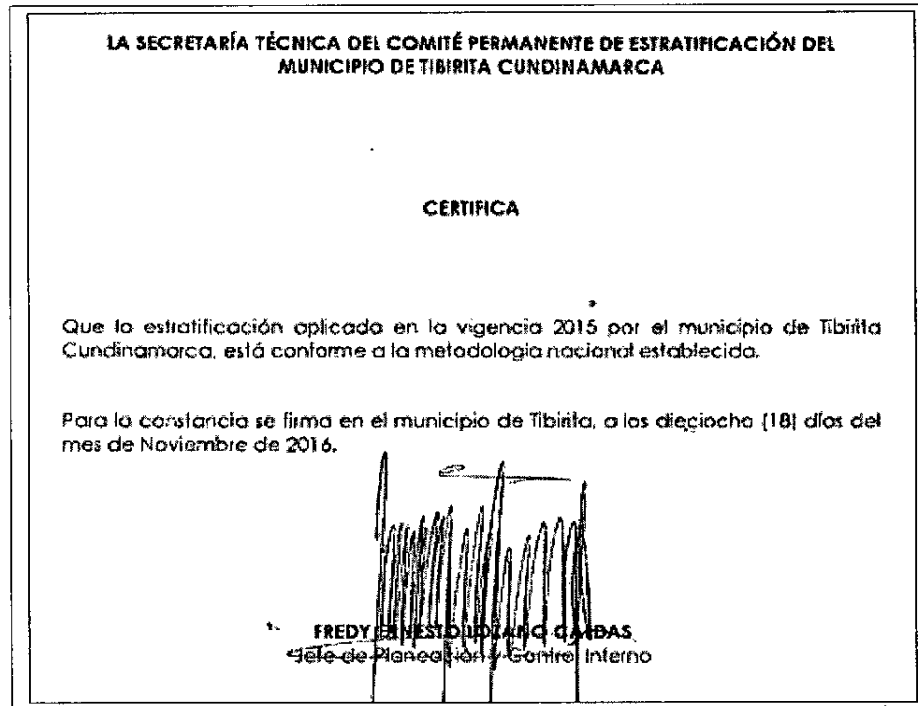 LA SECRETARÍA TÉCNICA DEL COMITÉ PERMANENTE DE ESTRATIFICACIÓN DEL
MUNICIPIO DE TIBIRITA CUNDINAMARCA
CERTIFICA
Que la estratificación aplicada en la vigencia 2015 por el municipio de Tibirita
Cundinamarca, está conforme a la metodología nacional establecida.
Para la constancia se firma en el municipio de Tibirita, a los dieciocho (18) días del
mes de Noviembre de 2016.
FREDY ERNESTO LOZANO
Jefe de Planeación y Control Interno